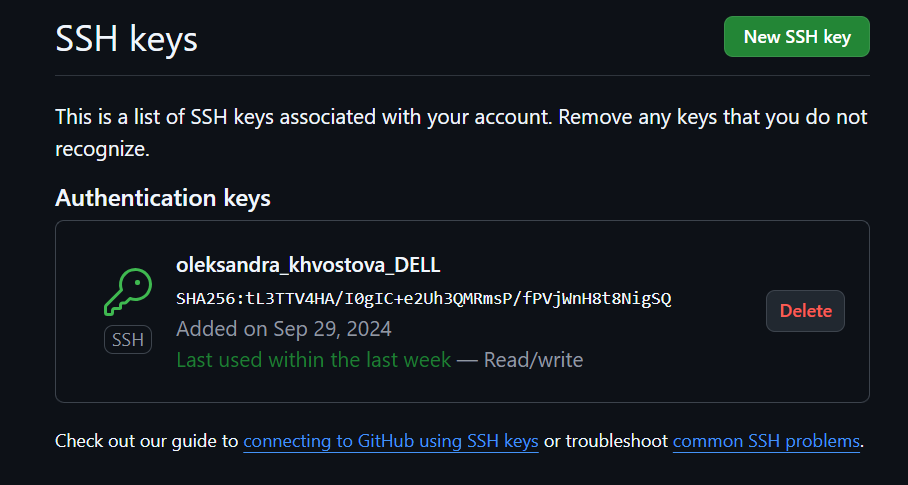 SSH keys
New SSH key
This is a list of SSH keys associated with your account. Remove any keys that you do not
recognize.
Authentication keys
oleksandra_khvostova_DELL
SHA256:tL3TTV4HA/I0gIC+e2Uh3QMRmsP/fPVjWnH8t8NigSQ
Added on Sep 29, 2024
Last used within the last week — Read/write
SSH
Delete
Check out our guide to connecting to GitHub using SSH keys or troubleshoot common SSH problems.